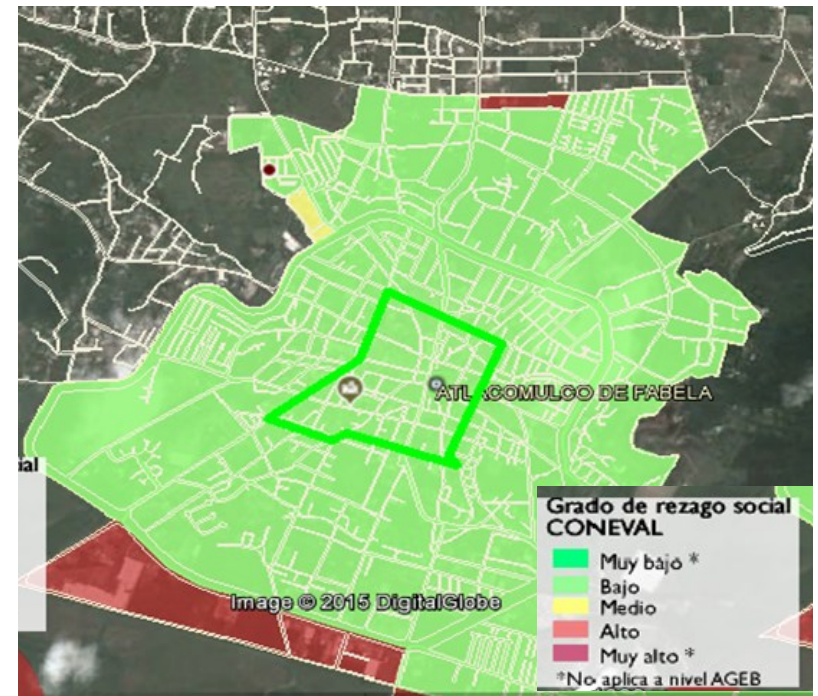 ATLACOMULCO DE FABELA
ial
Image © 2015 DigitalGlobe
Grado de rezago social
CONEVAL
Muy bajo *
Bajo
Medio
Alto
Muy alto *
*No aplica a nivel AGEB